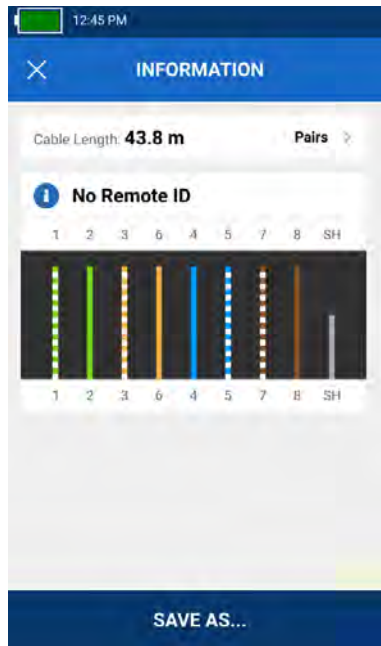 12:45 PM
INFORMATION
Cable Length: 43.8 m Pairs >
No Remote ID
1 2 3 6 4 5 7 8 SH
1 2 3 6 4 5 7 8 SH
SAVE AS...